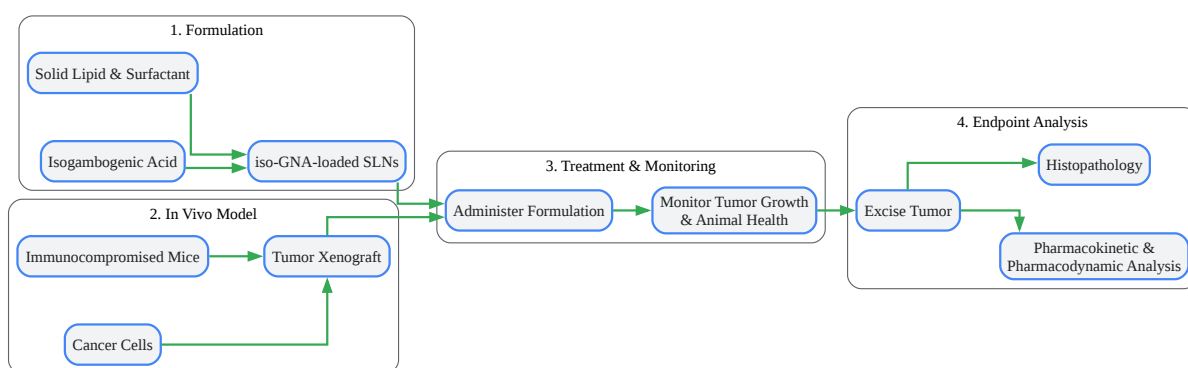 1. Formulation
Solid Lipid & Surfactant
Isogambogenic Acid
iso-GNA-loaded SLNs
2. In Vivo Model
Immunocompromised Mice
Tumor Xenograft
Cancer Cells
3. Treatment & Monitoring
Administer Formulation
Monitor Tumor Growth
& Animal Health
4. Endpoint Analysis
Histopathology
Excise Tumor
Pharmacokinetic &
Pharmacodynamic Analysis